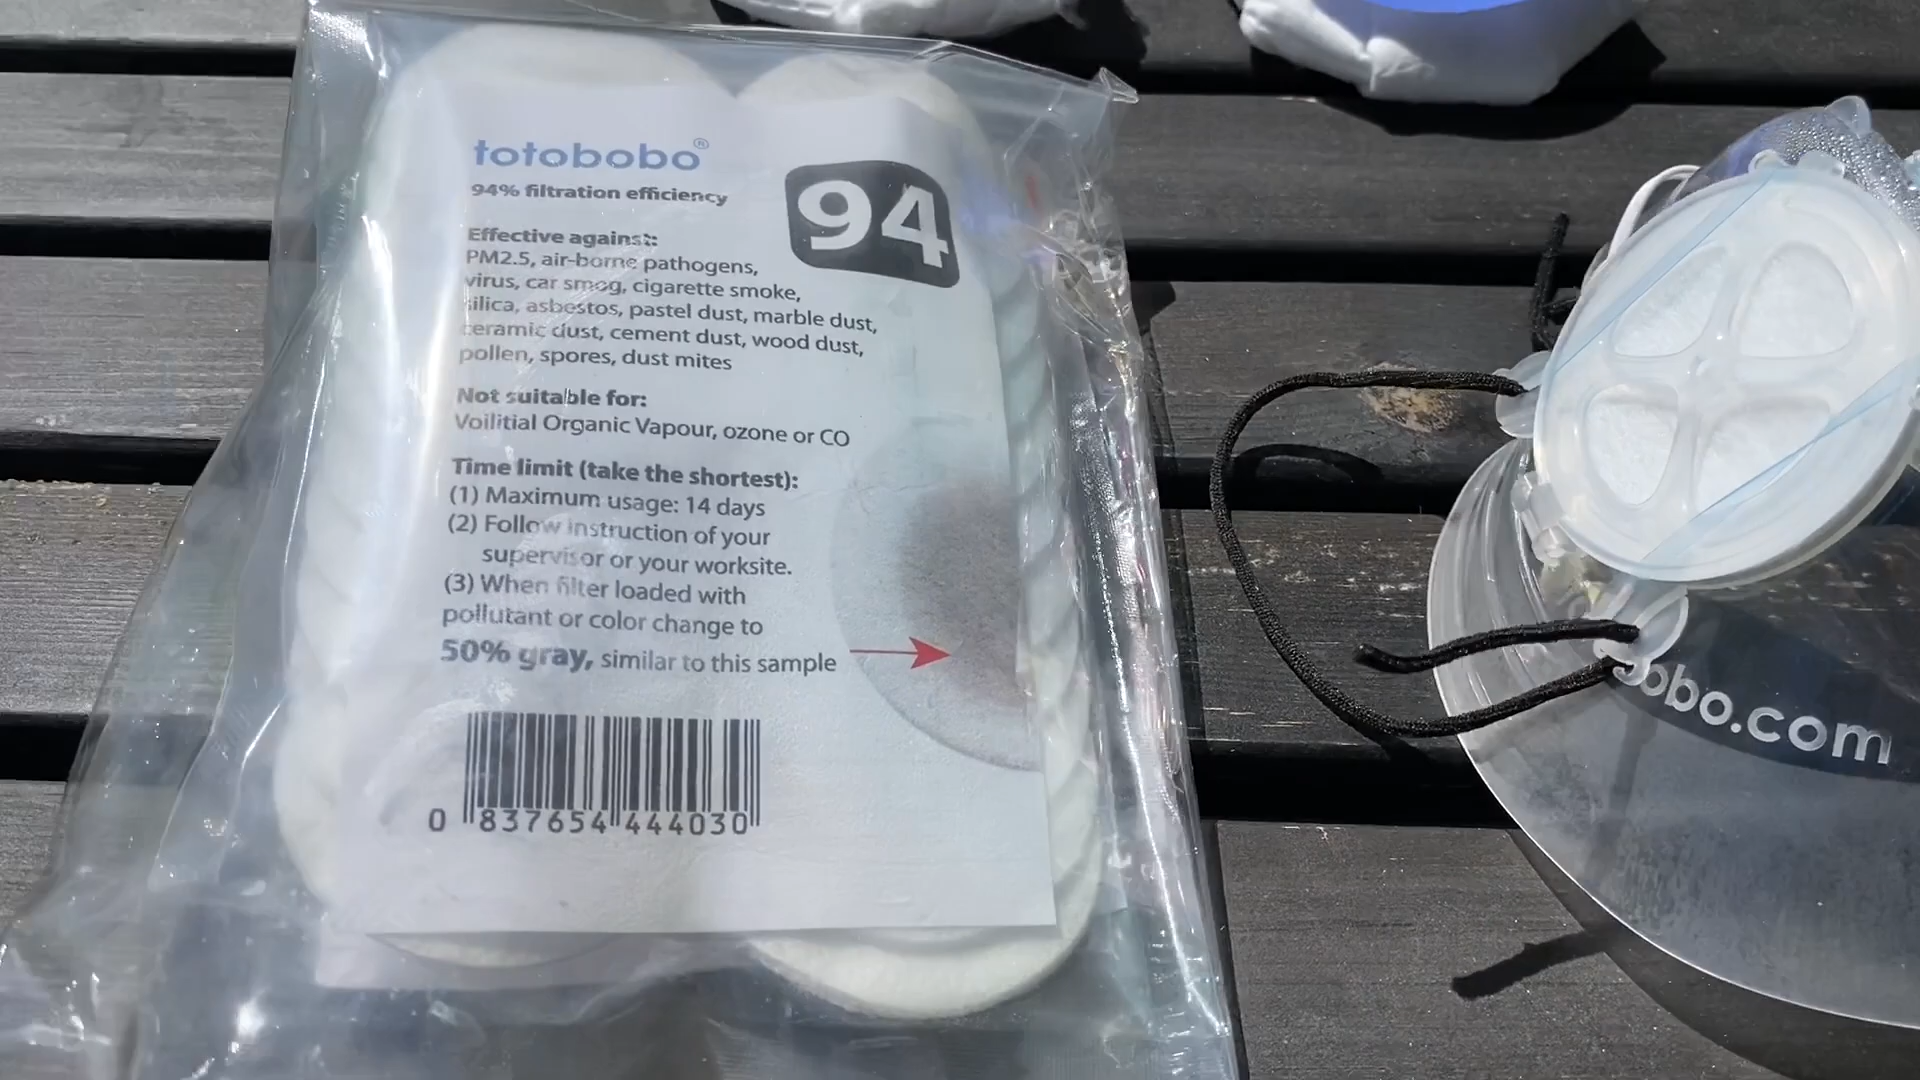 totobobo®
94% filtration efficiency
94
Effective against:
PM2.5, air-borne pathogens,
virus, car smog, cigarette smoke,
silica, asbestos, pastel dust, marble dust,
ceramic dust, cement dust, wood dust,
pollen, spores, dust mites
Not suitable for:
Voilitial Organic Vapour, ozone or CO
Time limit (take the shortest):
(1) Maximum usage: 14 days
(2) Follow instruction of your
supervisor or your worksite.
(3) When filter loaded with
pollutant or color change to
50% gray, similar to this sample
0 837654 444030
obo.com